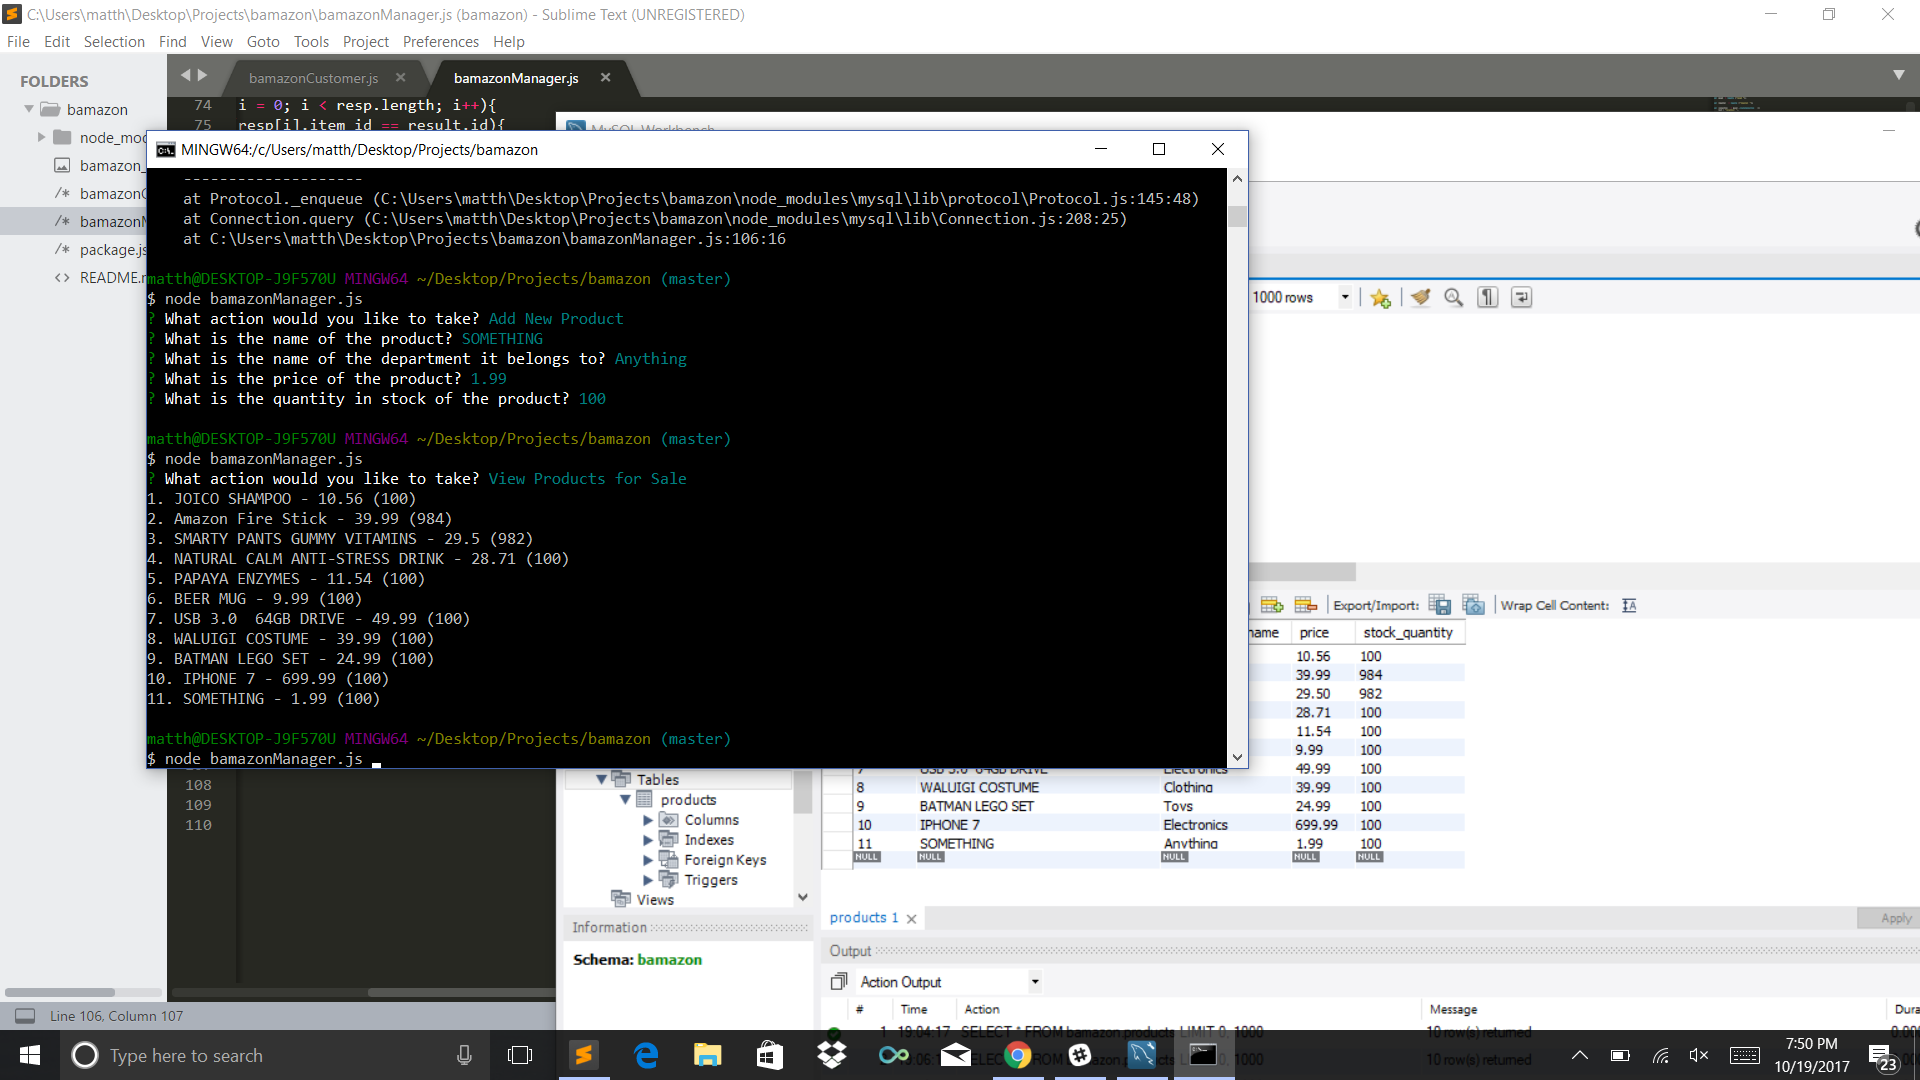 C:\Users\matth\Desktop\Projects\bamazon\bamazonManager.js (bamazon) - Sublime Text (UNREGISTERED)
File Edit Selection Find View Goto Tools Project Preferences Help
FOLDERS
bamazon
node_mod
bamazon_
bamazonC
bamazonM
package.js
README.m
bamazonCustomer.js
bamazonManager.js
74 i = 0; i < resp.length; i++){
75 resp[i].item_id == result.id){
MySQL Workbench
MINGW64:/c/Users/matth/Desktop/Projects/bamazon
--------------------
at Protocol._enqueue (C:\Users\matth\Desktop\Projects\bamazon\node_modules\mysql\lib\protocol\Protocol.js:145:48)
at Connection.query (C:\Users\matth\Desktop\Projects\bamazon\node_modules\mysql\lib\Connection.js:208:25)
at C:\Users\matth\Desktop\Projects\bamazon\bamazonManager.js:106:16
matth@DESKTOP-J9F570U MINGW64 ~/Desktop/Projects/bamazon (master)
$ node bamazonManager.js
? What action would you like to take? Add New Product
? What is the name of the product? SOMETHING
? What is the name of the department it belongs to? Anything
? What is the price of the product? 1.99
? What is the quantity in stock of the product? 100
matth@DESKTOP-J9F570U MINGW64 ~/Desktop/Projects/bamazon (master)
$ node bamazonManager.js
? What action would you like to take? View Products for Sale
1. JOICO SHAMPOO - 10.56 (100)
2. Amazon Fire Stick - 39.99 (984)
3. SMARTY PANTS GUMMY VITAMINS - 29.5 (982)
4. NATURAL CALM ANTI-STRESS DRINK - 28.71 (100)
5. PAPAYA ENZYMES - 11.54 (100)
6. BEER MUG - 9.99 (100)
7. USB 3.0  64GB DRIVE - 49.99 (100)
8. WALUIGI COSTUME - 39.99 (100)
9. BATMAN LEGO SET - 24.99 (100)
10. IPHONE 7 - 699.99 (100)
11. SOMETHING - 1.99 (100)
matth@DESKTOP-J9F570U MINGW64 ~/Desktop/Projects/bamazon (master)
$ node bamazonManager.js
108
109
110
1000 rows
Export/Import: Wrap Cell Content:
name price stock_quantity
10.56 100
39.99 984
29.50 982
28.71 100
11.54 100
9.99 100
7 USB 3.0 64GB DRIVE Electronics 49.99 100
8 WALUIGI COSTUME Clothing 39.99 100
9 BATMAN LEGO SET Toys 24.99 100
10 IPHONE 7 Electronics 699.99 100
11 SOMETHING Anything 1.99 100
NULL NULL NULL NULL NULL
Tables
products
Columns
Indexes
Foreign Keys
Triggers
Views
Information
Schema: bamazon
products 1
Apply
Output
Action Output
# Time Action Message Dura
1 19:04:17 SELECT * FROM bamazon.products LIMIT 0, 1000 10 row(s) returned 0.00
Line 106, Column 107
Type here to search
7:50 PM
10/19/2017
23